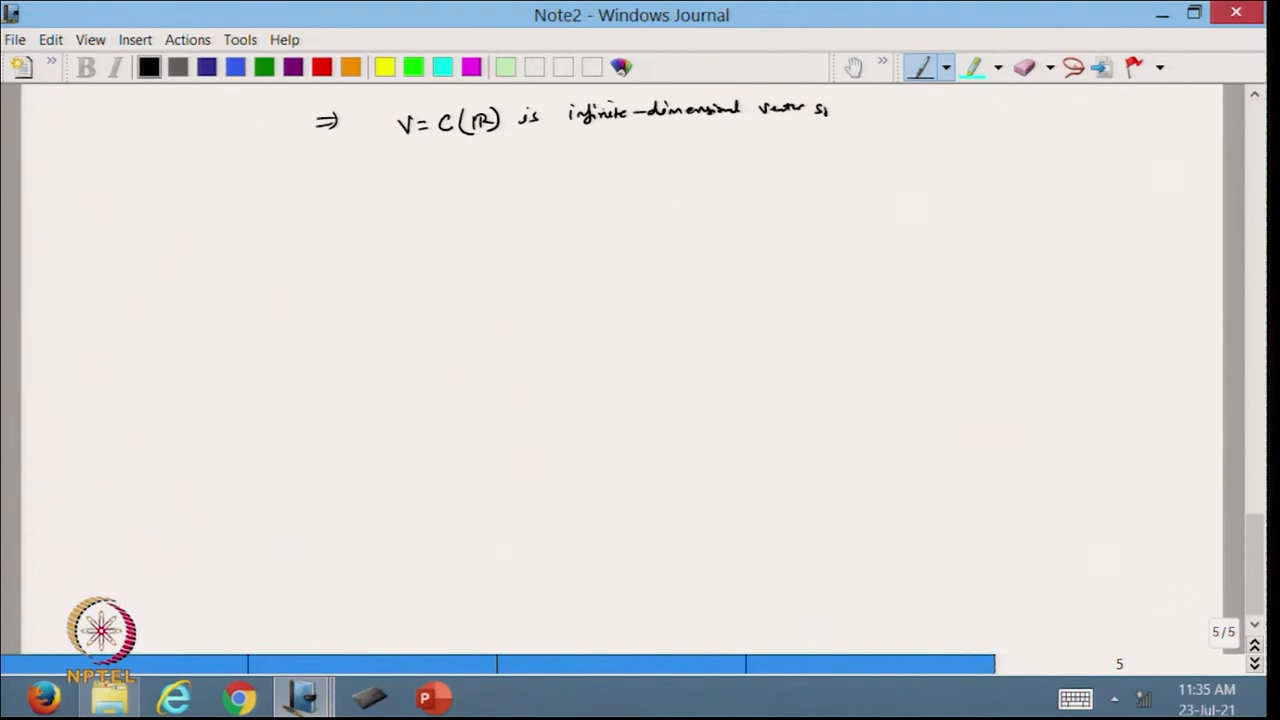 Note2 - Windows Journal
File Edit View Insert Actions Tools Help
B I
⇒ V = C(ℝ) is infinite-dimensional vector
5/5
5
NPTEL
11:35 AM
23-Jul-21